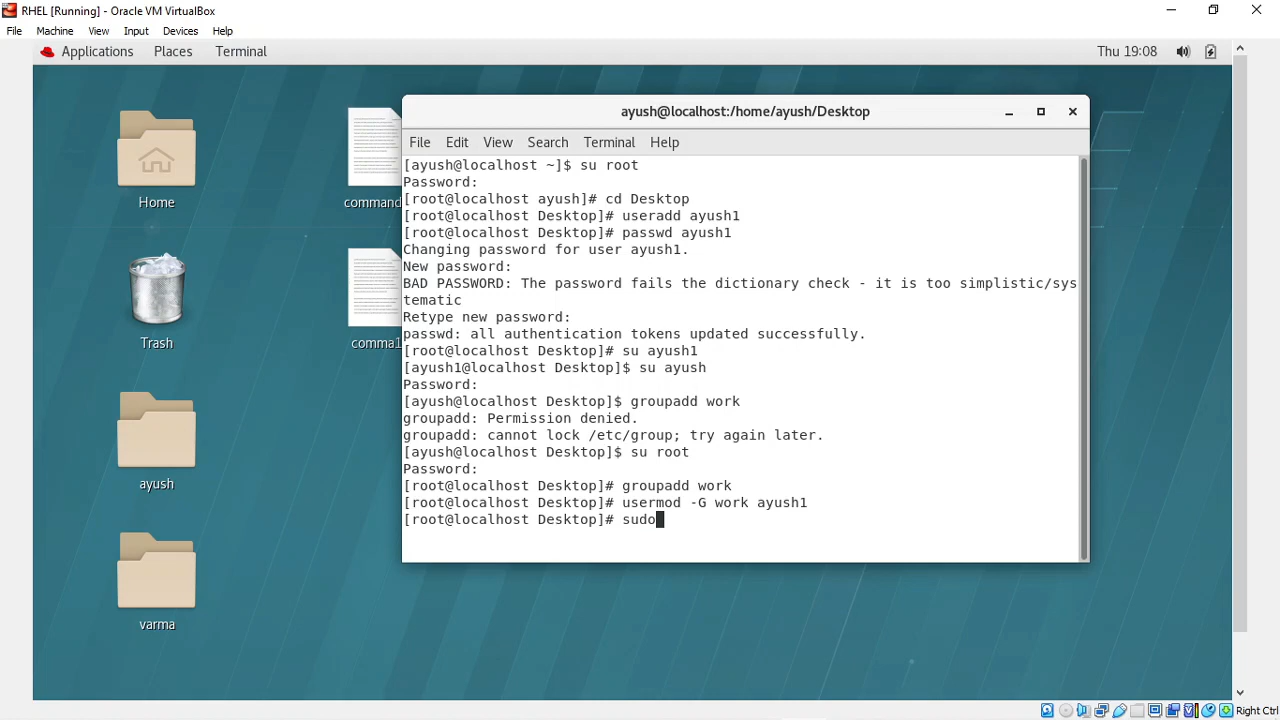 RHEL [Running] - Oracle VM VirtualBox
File Machine View Input Devices Help
Applications Places Terminal Thu 19:08
ayush@localhost:/home/ayush/Desktop
File Edit View Search Terminal Help
[ayush@localhost ~]$ su root
Password:
[root@localhost ayush]# cd Desktop
[root@localhost Desktop]# useradd ayush1
[root@localhost Desktop]# passwd ayush1
Changing password for user ayush1.
New password:
BAD PASSWORD: The password fails the dictionary check - it is too simplistic/sys
tematic
Retype new password:
passwd: all authentication tokens updated successfully.
[root@localhost Desktop]# su ayush1
[ayush1@localhost Desktop]$ su ayush
Password:
[ayush@localhost Desktop]$ groupadd work
groupadd: Permission denied.
groupadd: cannot lock /etc/group; try again later.
[ayush@localhost Desktop]$ su root
Password:
[root@localhost Desktop]# groupadd work
[root@localhost Desktop]# usermod -G work ayush1
[root@localhost Desktop]# sudo
Home
command
Trash
comma1
ayush
varma
Right Ctrl